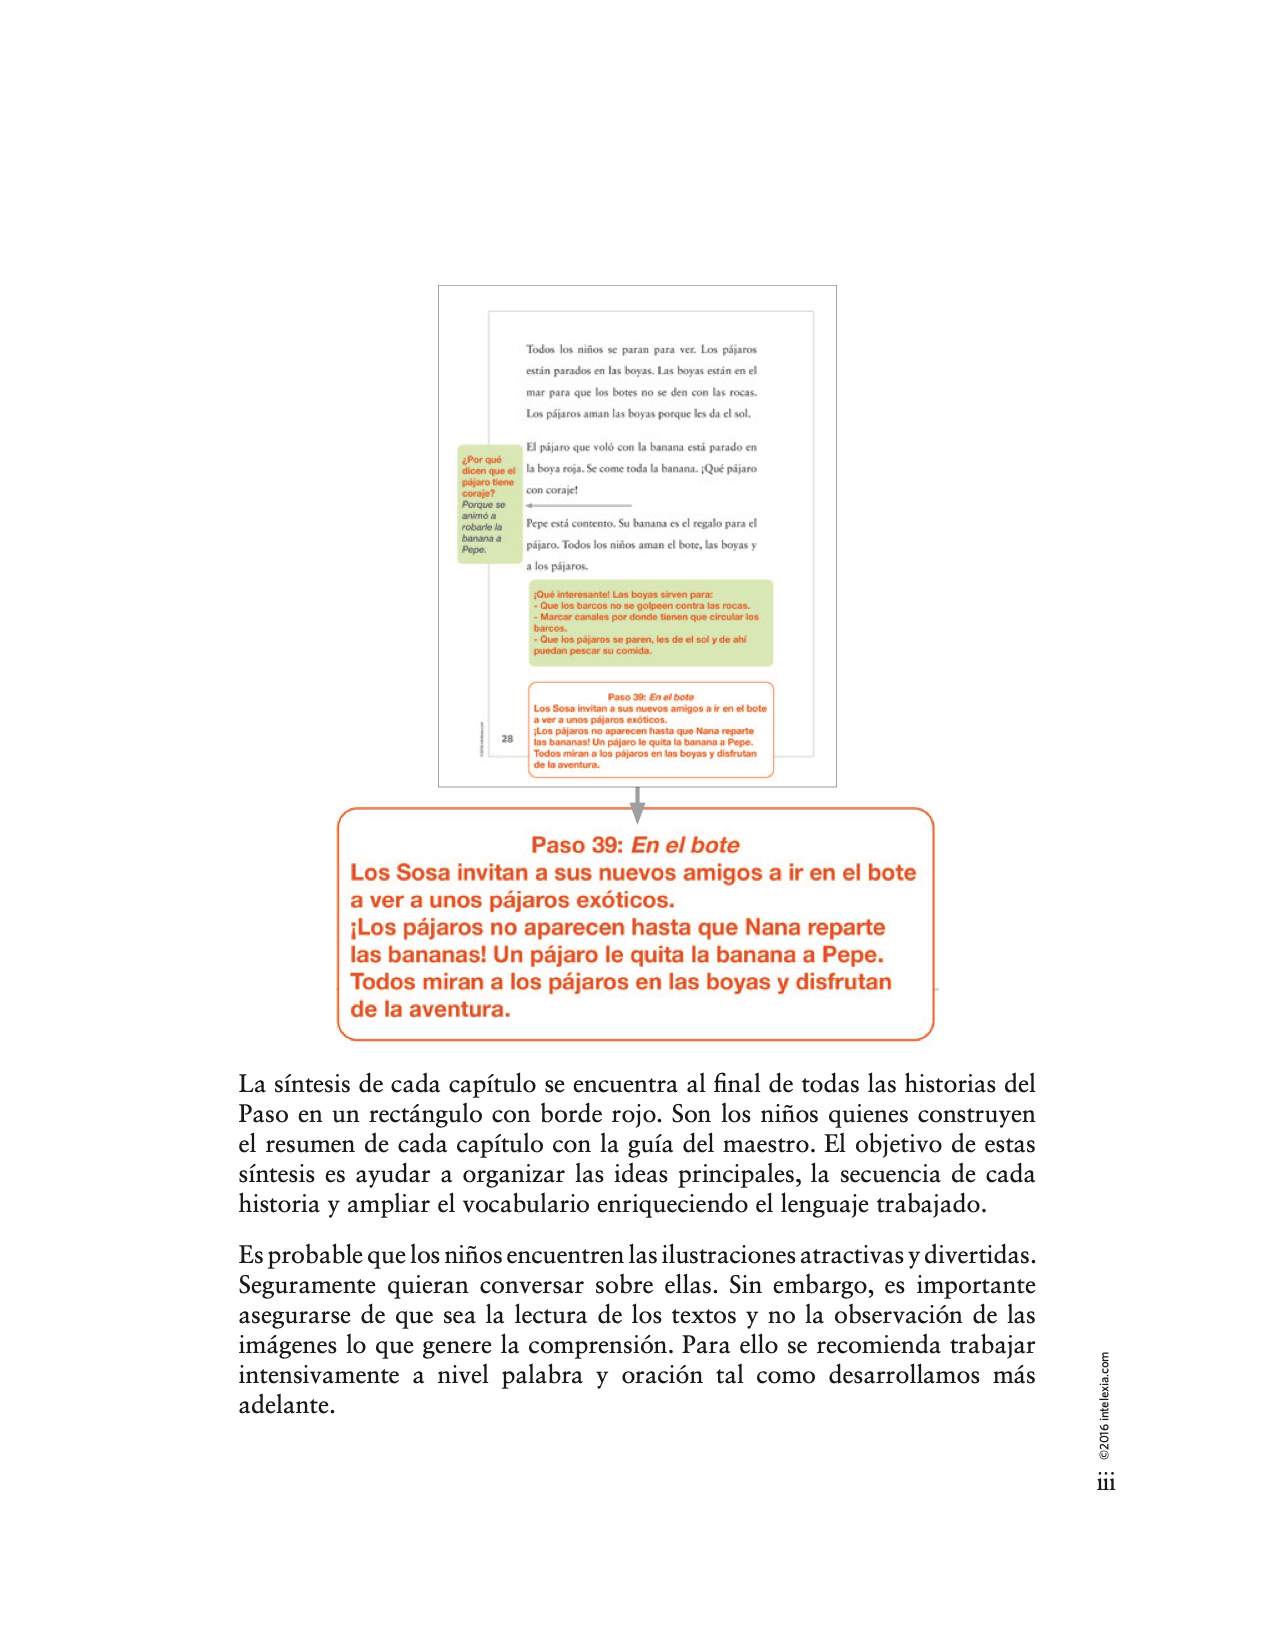 Todos los niños se paran para ver. Los pájaros
están parados en las boyas. Las boyas están en el
mar para que los botes no se den con las rocas.
Los pájaros aman las boyas porque les da el sol.
El pájaro que voló con la banana está parado en
la boya roja. Se come toda la banana. ¡Qué pájaro
con coraje!
¿Por qué
dicen que el
pájaro tiene
coraje?
Porque se
animó a
robarle la
banana a
Pepe.
Pepe está contento. Su banana es el regalo para el
pájaro. Todos los niños aman el bote, las boyas y
a los pájaros.
¡Qué interesante! Las boyas sirven para:
- Que los barcos no se golpeen contra las rocas.
- Marcar canales por donde tienen que circular los
barcos.
- Que los pájaros se paren, les de el sol y de ahí
puedan pescar su comida.
Paso 39: En el bote
Los Sosa invitan a sus nuevos amigos a ir en el bote
a ver a unos pájaros exóticos.
¡Los pájaros no aparecen hasta que Nana reparte
las bananas! Un pájaro le quita la banana a Pepe.
Todos miran a los pájaros en las boyas y disfrutan
de la aventura.
28
©2016 intelexia.com
Paso 39: En el bote
Los Sosa invitan a sus nuevos amigos a ir en el bote
a ver a unos pájaros exóticos.
¡Los pájaros no aparecen hasta que Nana reparte
las bananas! Un pájaro le quita la banana a Pepe.
Todos miran a los pájaros en las boyas y disfrutan
de la aventura.
La síntesis de cada capítulo se encuentra al final de todas las historias del
Paso en un rectángulo con borde rojo. Son los niños quienes construyen
el resumen de cada capítulo con la guía del maestro. El objetivo de estas
síntesis es ayudar a organizar las ideas principales, la secuencia de cada
historia y ampliar el vocabulario enriqueciendo el lenguaje trabajado.
Es probable que los niños encuentren las ilustraciones atractivas y divertidas.
Seguramente quieran conversar sobre ellas. Sin embargo, es importante
asegurarse de que sea la lectura de los textos y no la observación de las
imágenes lo que genere la comprensión. Para ello se recomienda trabajar
intensivamente a nivel palabra y oración tal como desarrollamos más
adelante.
©2016 intelexia.com
iii